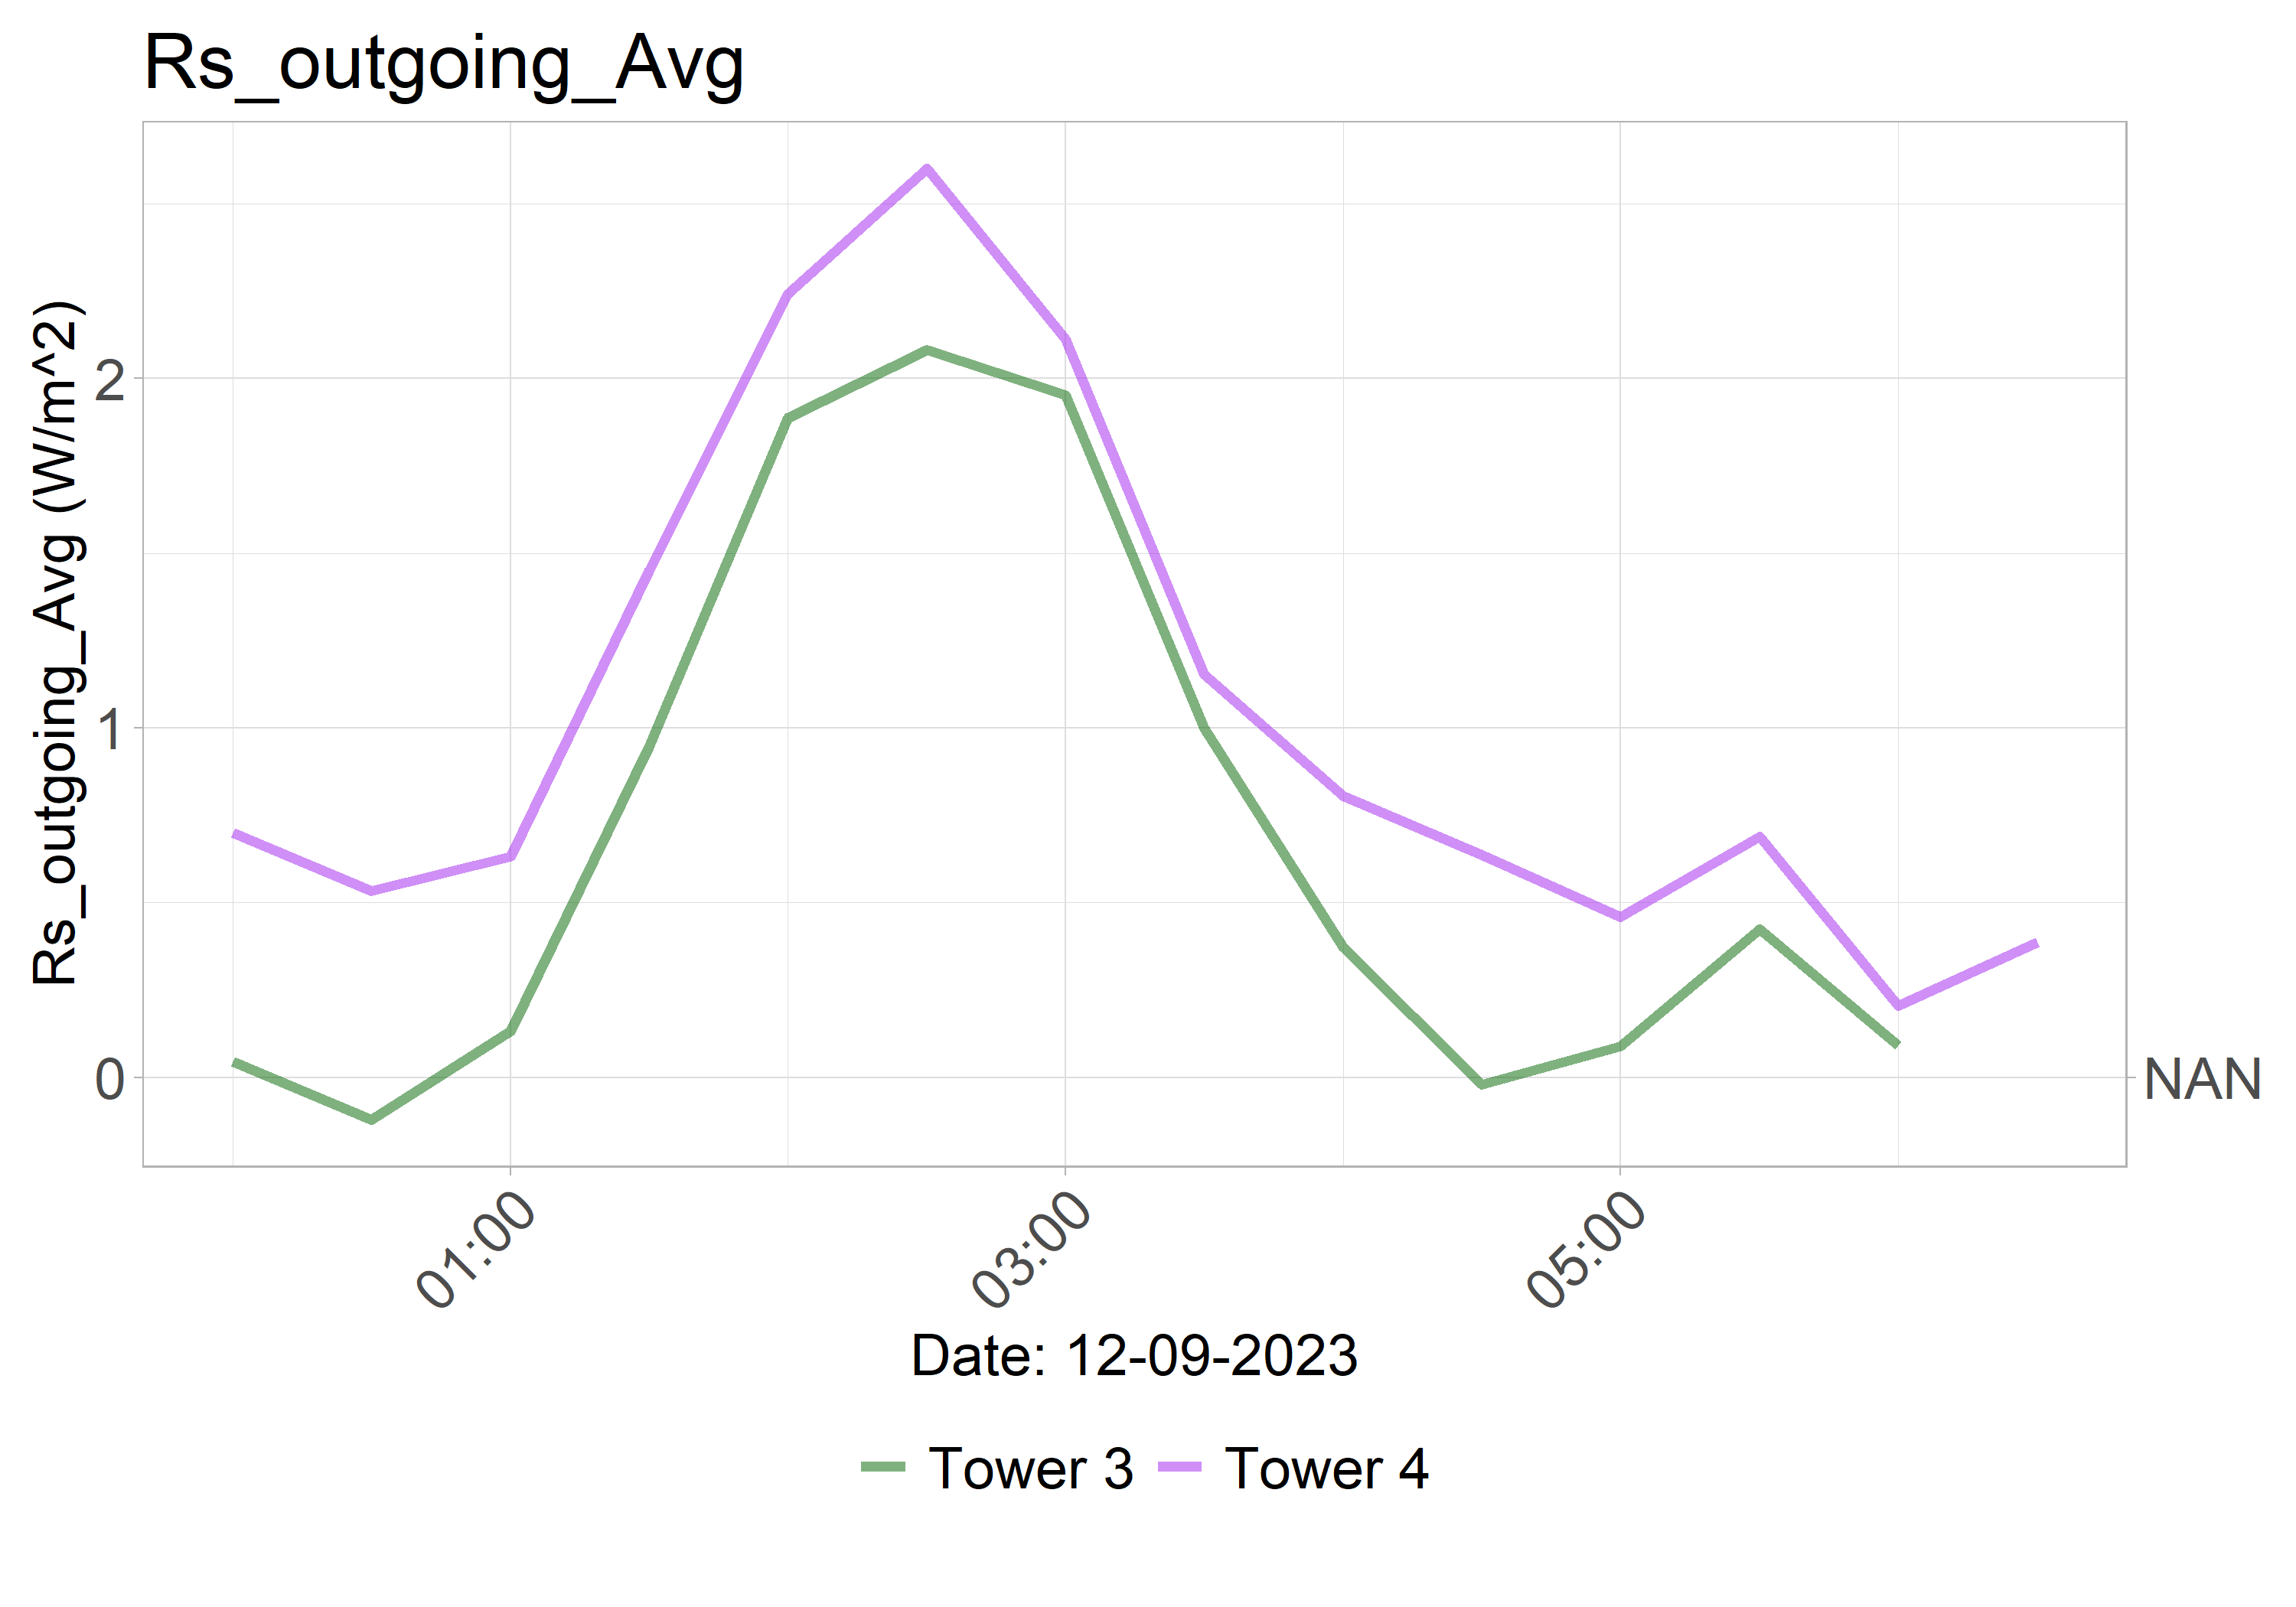 Rs_outgoing_Avg
Rs_outgoing_Avg (W/m^2)
2
1
0
NAN
01:00
03:00
05:00
Date: 12-09-2023
Tower 3
Tower 4